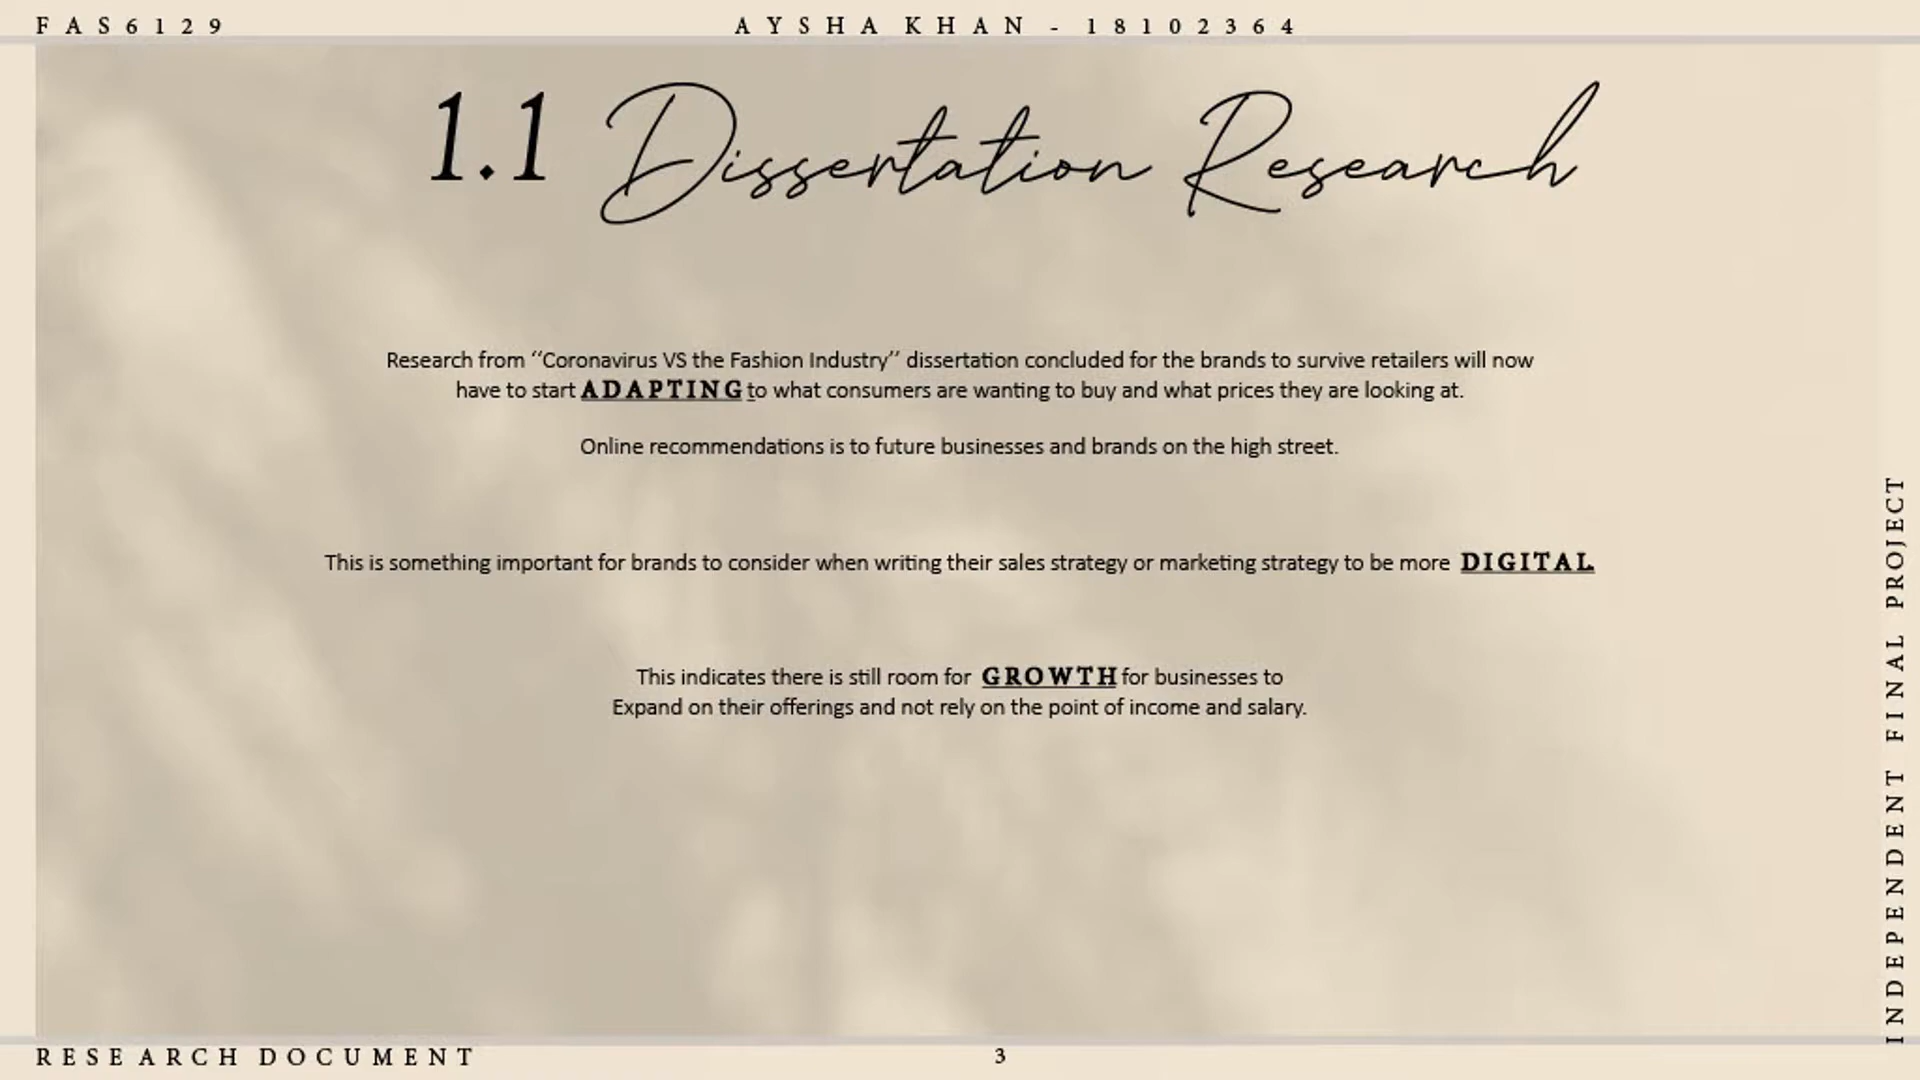 FAS6129
AYSHA KHAN - 18102364
1.1 Dissertation Research
Research from “Coronavirus VS the Fashion Industry” dissertation concluded for the brands to survive retailers will now
have to start ADAPTING to what consumers are wanting to buy and what prices they are looking at.
Online recommendations is to future businesses and brands on the high street.
This is something important for brands to consider when writing their sales strategy or marketing strategy to be more DIGITAL.
This indicates there is still room for GROWTH for businesses to
Expand on their offerings and not rely on the point of income and salary.
INDEPENDENT FINAL PROJECT
RESEARCH DOCUMENT
3